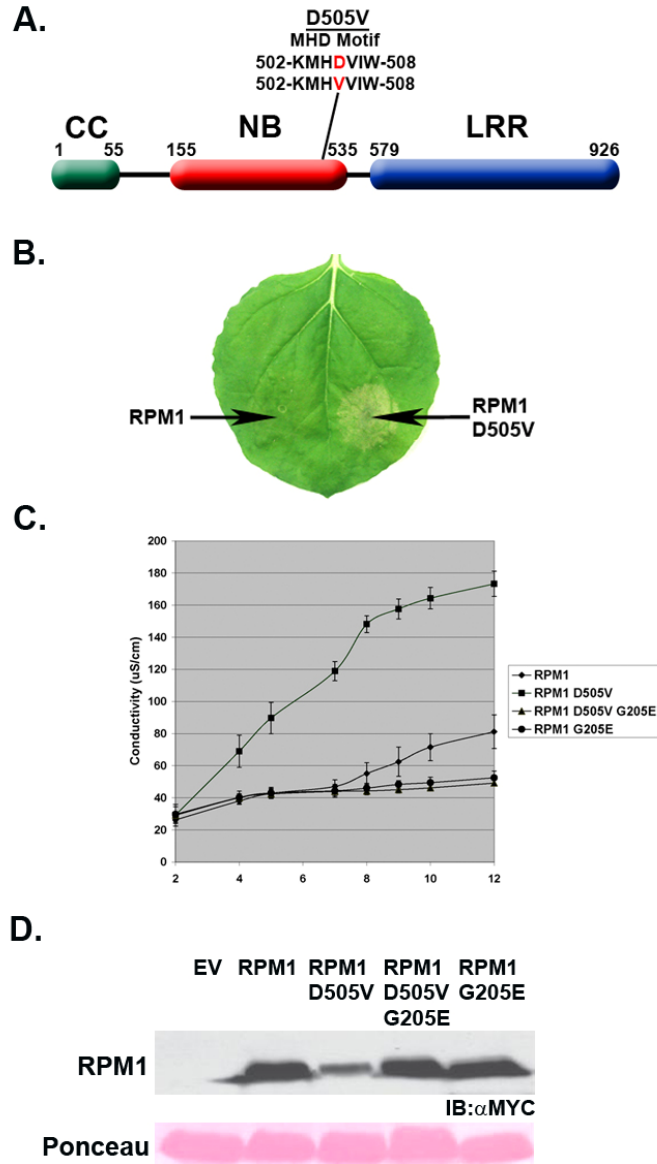 A.
D505V
MHD Motif
502-KMHDVIW-508
502-KMHVVIW-508
CC NB LRR
1 55 155 535 579 926
B.
RPM1
RPM1
D505V
C.
200
180
160
140
120
100
80
60
40
20
0
Conductivity (uS/cm)
2 4 6 8 10 12
RPM1
RPM1 D505V
RPM1 D505V G205E
RPM1 G205E
D.
EV RPM1 RPM1 RPM1 RPM1
D505V D505V G205E
G205E
RPM1
IB:αMYC
Ponceau